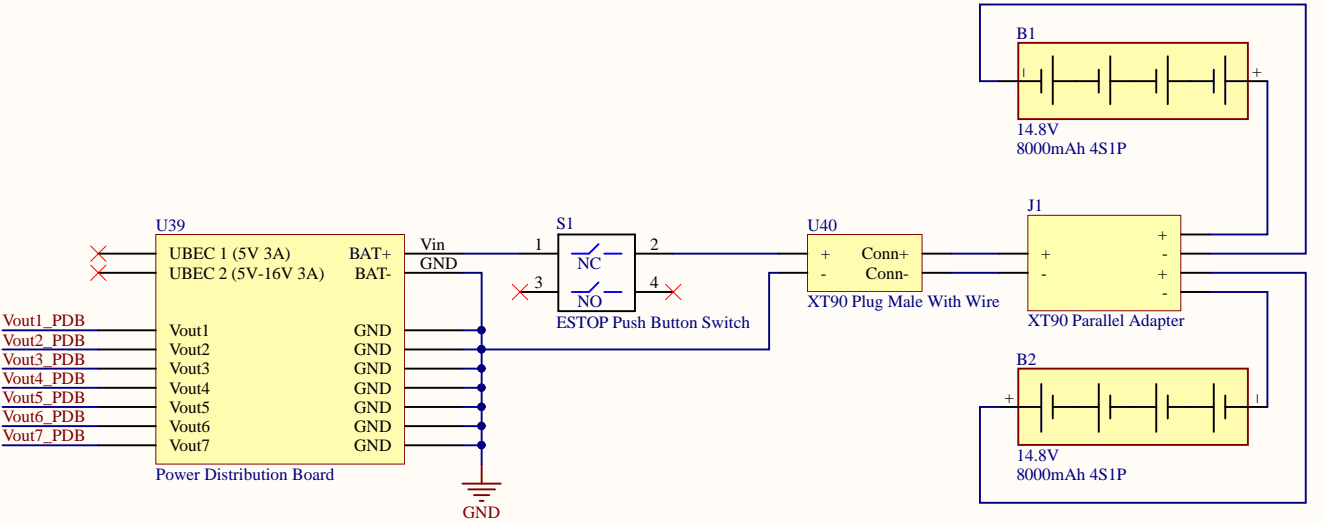 B1
- +
14.8V
8000mAh 4S1P
U39
UBEC 1 (5V 3A) BAT+ Vin
UBEC 2 (5V-16V 3A) BAT- GND
Vout1_PDB Vout1 GND
Vout2_PDB Vout2 GND
Vout3_PDB Vout3 GND
Vout4_PDB Vout4 GND
Vout5_PDB Vout5 GND
Vout6_PDB Vout6 GND
Vout7_PDB Vout7 GND
Power Distribution Board
GND
S1
1 2
NC
3 4
NO
ESTOP Push Button Switch
U40
+ Conn+
- Conn-
XT90 Plug Male With Wire
J1
+
+ -
- +
-
XT90 Parallel Adapter
B2
+ -
14.8V
8000mAh 4S1P